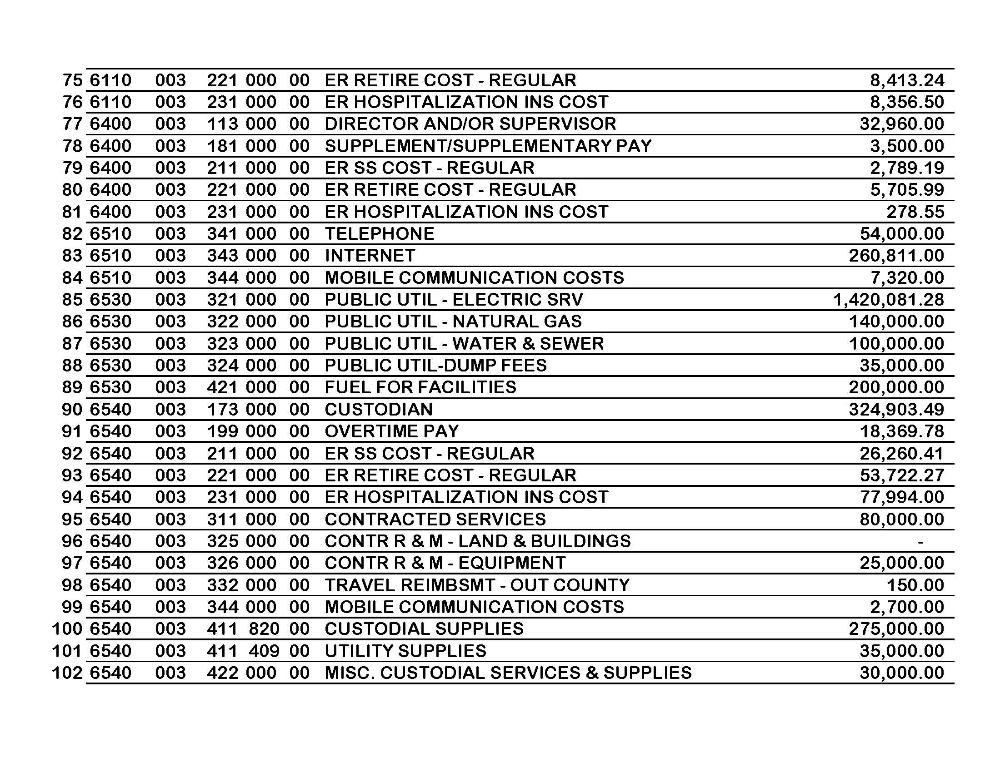 75 6110 003 221 000 00 ER RETIRE COST - REGULAR 8,413.24
76 6110 003 231 000 00 ER HOSPITALIZATION INS COST 8,356.50
77 6400 003 113 000 00 DIRECTOR AND/OR SUPERVISOR 32,960.00
78 6400 003 181 000 00 SUPPLEMENT/SUPPLEMENTARY PAY 3,500.00
79 6400 003 211 000 00 ER SS COST - REGULAR 2,789.19
80 6400 003 221 000 00 ER RETIRE COST - REGULAR 5,705.99
81 6400 003 231 000 00 ER HOSPITALIZATION INS COST 278.55
82 6510 003 341 000 00 TELEPHONE 54,000.00
83 6510 003 343 000 00 INTERNET 260,811.00
84 6510 003 344 000 00 MOBILE COMMUNICATION COSTS 7,320.00
85 6530 003 321 000 00 PUBLIC UTIL - ELECTRIC SRV 1,420,081.28
86 6530 003 322 000 00 PUBLIC UTIL - NATURAL GAS 140,000.00
87 6530 003 323 000 00 PUBLIC UTIL - WATER & SEWER 100,000.00
88 6530 003 324 000 00 PUBLIC UTIL-DUMP FEES 35,000.00
89 6530 003 421 000 00 FUEL FOR FACILITIES 200,000.00
90 6540 003 173 000 00 CUSTODIAN 324,903.49
91 6540 003 199 000 00 OVERTIME PAY 18,369.78
92 6540 003 211 000 00 ER SS COST - REGULAR 26,260.41
93 6540 003 221 000 00 ER RETIRE COST - REGULAR 53,722.27
94 6540 003 231 000 00 ER HOSPITALIZATION INS COST 77,994.00
95 6540 003 311 000 00 CONTRACTED SERVICES 80,000.00
96 6540 003 325 000 00 CONTR R & M - LAND & BUILDINGS -
97 6540 003 326 000 00 CONTR R & M - EQUIPMENT 25,000.00
98 6540 003 332 000 00 TRAVEL REIMBSMT - OUT COUNTY 150.00
99 6540 003 344 000 00 MOBILE COMMUNICATION COSTS 2,700.00
100 6540 003 411 820 00 CUSTODIAL SUPPLIES 275,000.00
101 6540 003 411 409 00 UTILITY SUPPLIES 35,000.00
102 6540 003 422 000 00 MISC. CUSTODIAL SERVICES & SUPPLIES 30,000.00